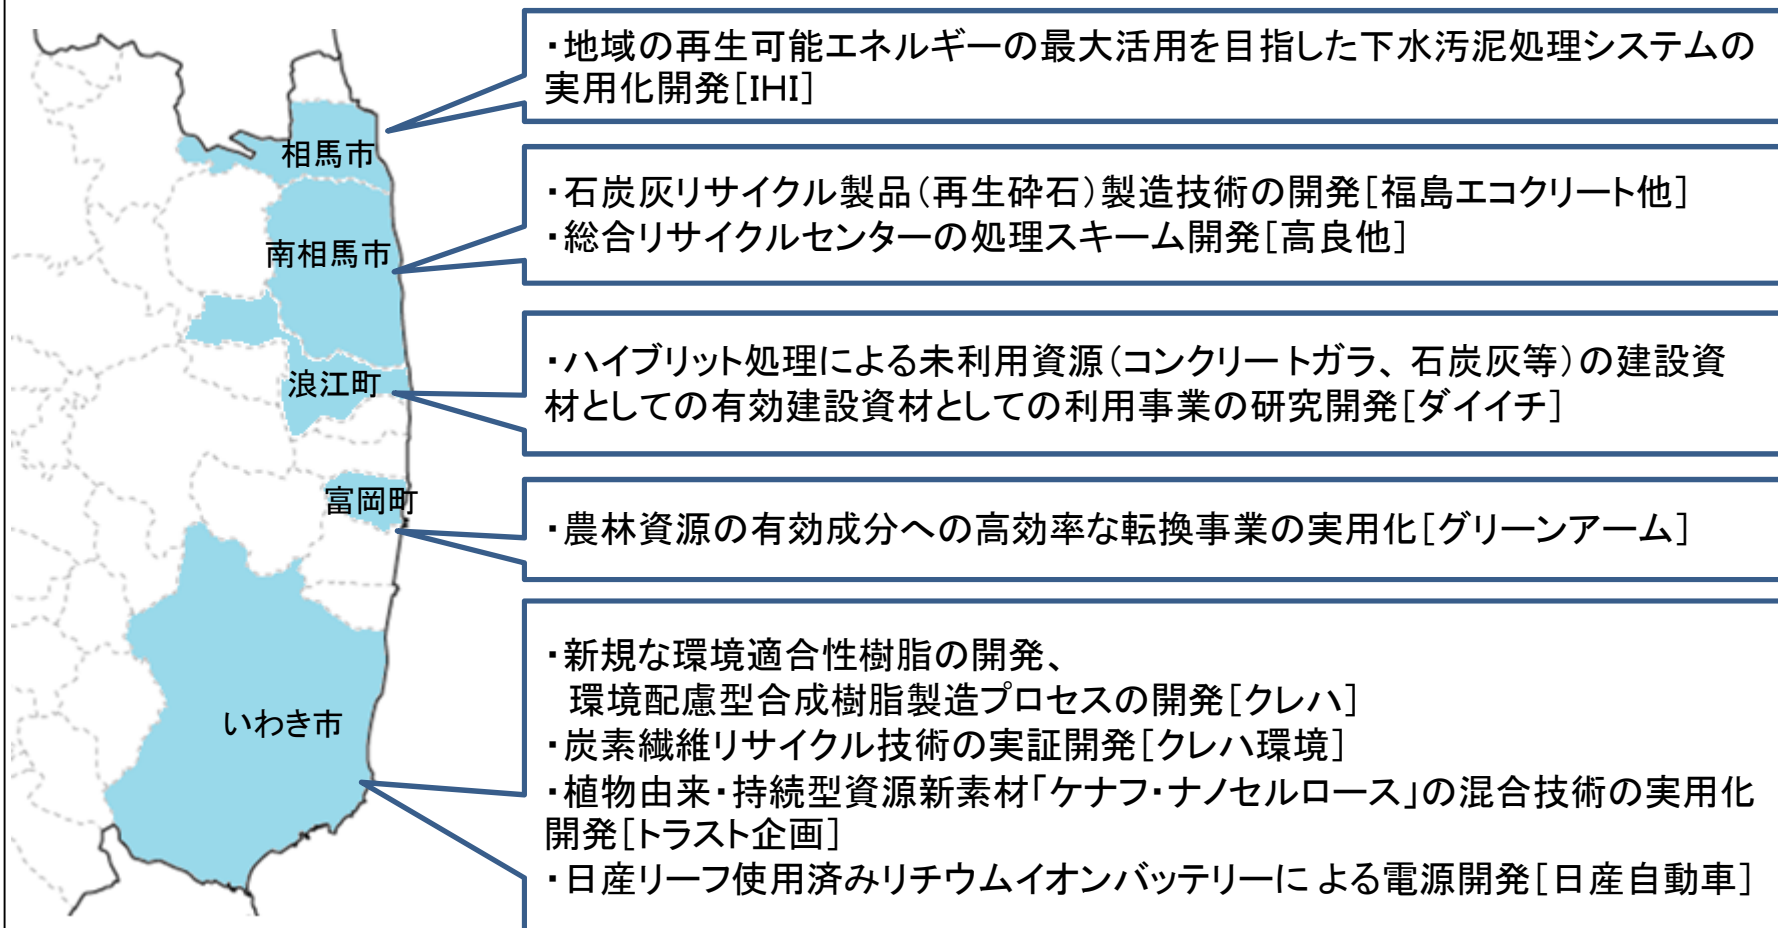 ・地域の再生可能エネルギーの最大活用を目指した下水汚泥処理システムの
実用化開発[IHI]
相馬市
・石炭灰リサイクル製品(再生砕石)製造技術の開発[福島エコクリート他]
・総合リサイクルセンターの処理スキーム開発[高良他]
南相馬市
・ハイブリット処理による未利用資源(コンクリートガラ、石炭灰等)の建設資
材としての有効建設資材としての利用事業の研究開発[ダイイチ]
浪江町
・農林資源の有効成分への高効率な転換事業の実用化[グリーンアーム]
富岡町
・新規な環境適合性樹脂の開発、
環境配慮型合成樹脂製造プロセスの開発[クレハ]
・炭素繊維リサイクル技術の実証開発[クレハ環境]
・植物由来・持続型資源新素材「ケナフ・ナノセルロース」の混合技術の実用化
開発[トラスト企画]
・日産リーフ使用済みリチウムイオンバッテリーによる電源開発[日産自動車]
いわき市